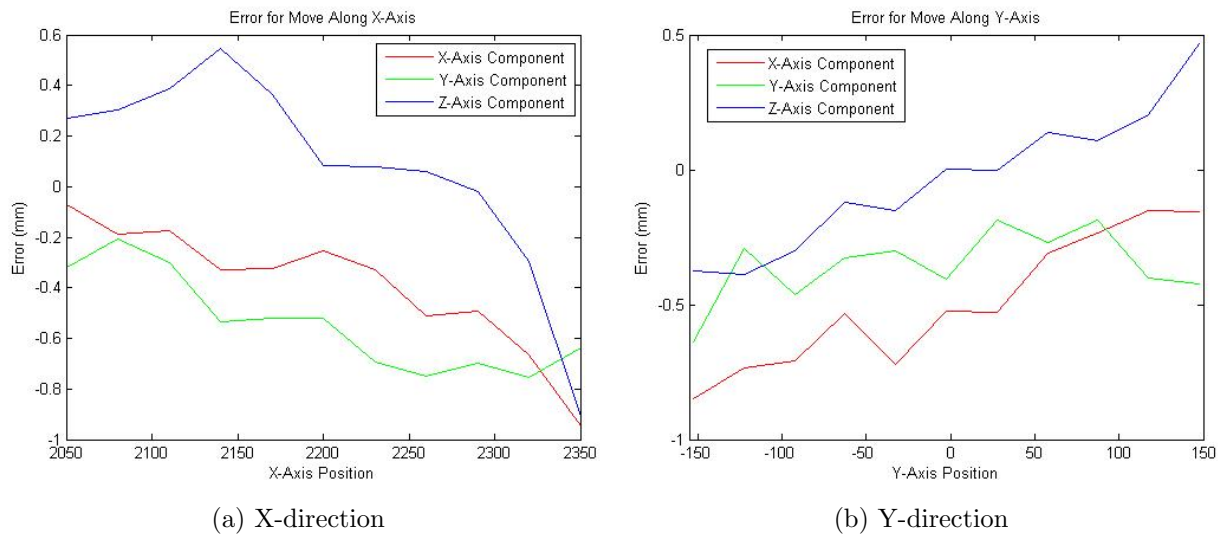 Error for Move Along X-Axis
0.6
0.4
0.2
0
-0.2
-0.4
-0.6
-0.8
-1
Error (mm)
X-Axis Component
Y-Axis Component
Z-Axis Component
2050 2100 2150 2200 2250 2300 2350
X-Axis Position
(a) X-direction
Error for Move Along Y-Axis
0.5
0
-0.5
-1
Error (mm)
X-Axis Component
Y-Axis Component
Z-Axis Component
-150 -100 -50 0 50 100 150
Y-Axis Position
(b) Y-direction